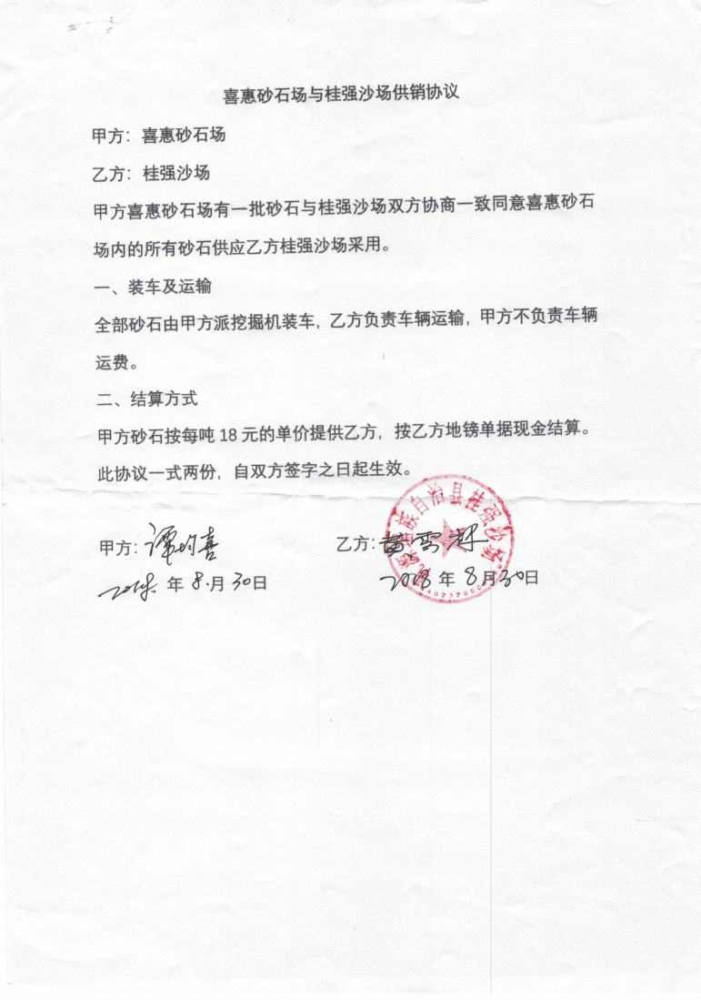 喜惠砂石场与桂强沙场供销协议
甲方：喜惠砂石场
乙方：桂强沙场
甲方喜惠砂石场有一批砂石与桂强沙场双方协商一致同意喜惠砂石
场内的所有砂石供应乙方桂强沙场采用。
一、装车及运输
全部砂石由甲方派挖掘机装车，乙方负责车辆运输，甲方不负责车辆
运费。
二、结算方式
甲方砂石按每吨 18 元的单价提供乙方，按乙方地镑单据现金结算。
此协议一式两份，自双方签字之日起生效。
族自治县桂强沙场
甲方：谭均喜
乙方：黄雪辉
2018 年 8 月 30 日
2018 年 8 月 30 日